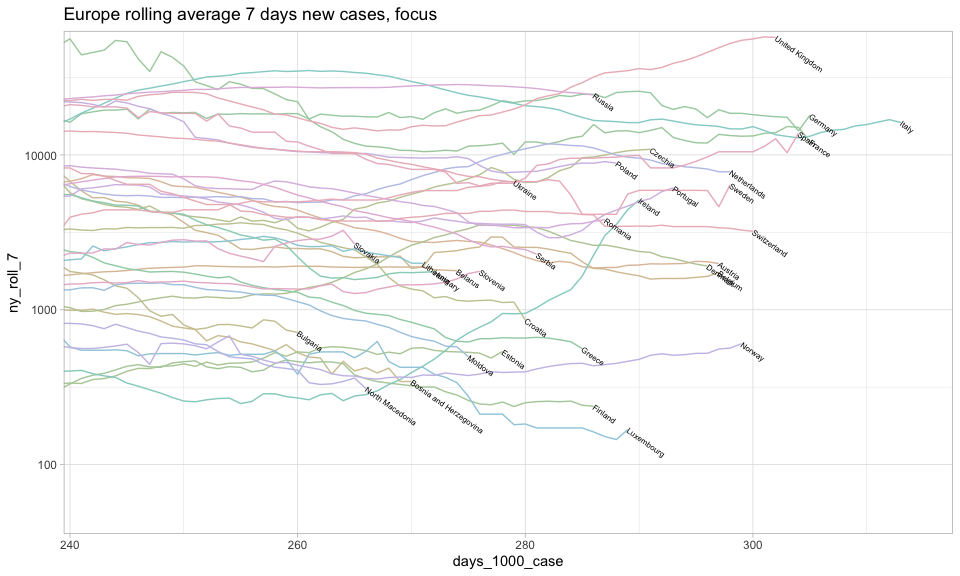 Europe rolling average 7 days new cases, focus
United Kingdom
Russia
Germany
Italy
France
10000
Czechia
Poland
Netherlands
Ukraine
Sweden
Portugal
Ireland
Romania
Switzerland
Slovakia
Serbia
Lithuania
Belarus
Slovenia
Austria
Denmark
ny_roll_7
1000
Croatia
Bulgaria
Greece
Norway
Estonia
Moldova
Bosnia and Herzegovina
North Macedonia
Finland
Luxembourg
100
240
260
280
300
days_1000_case